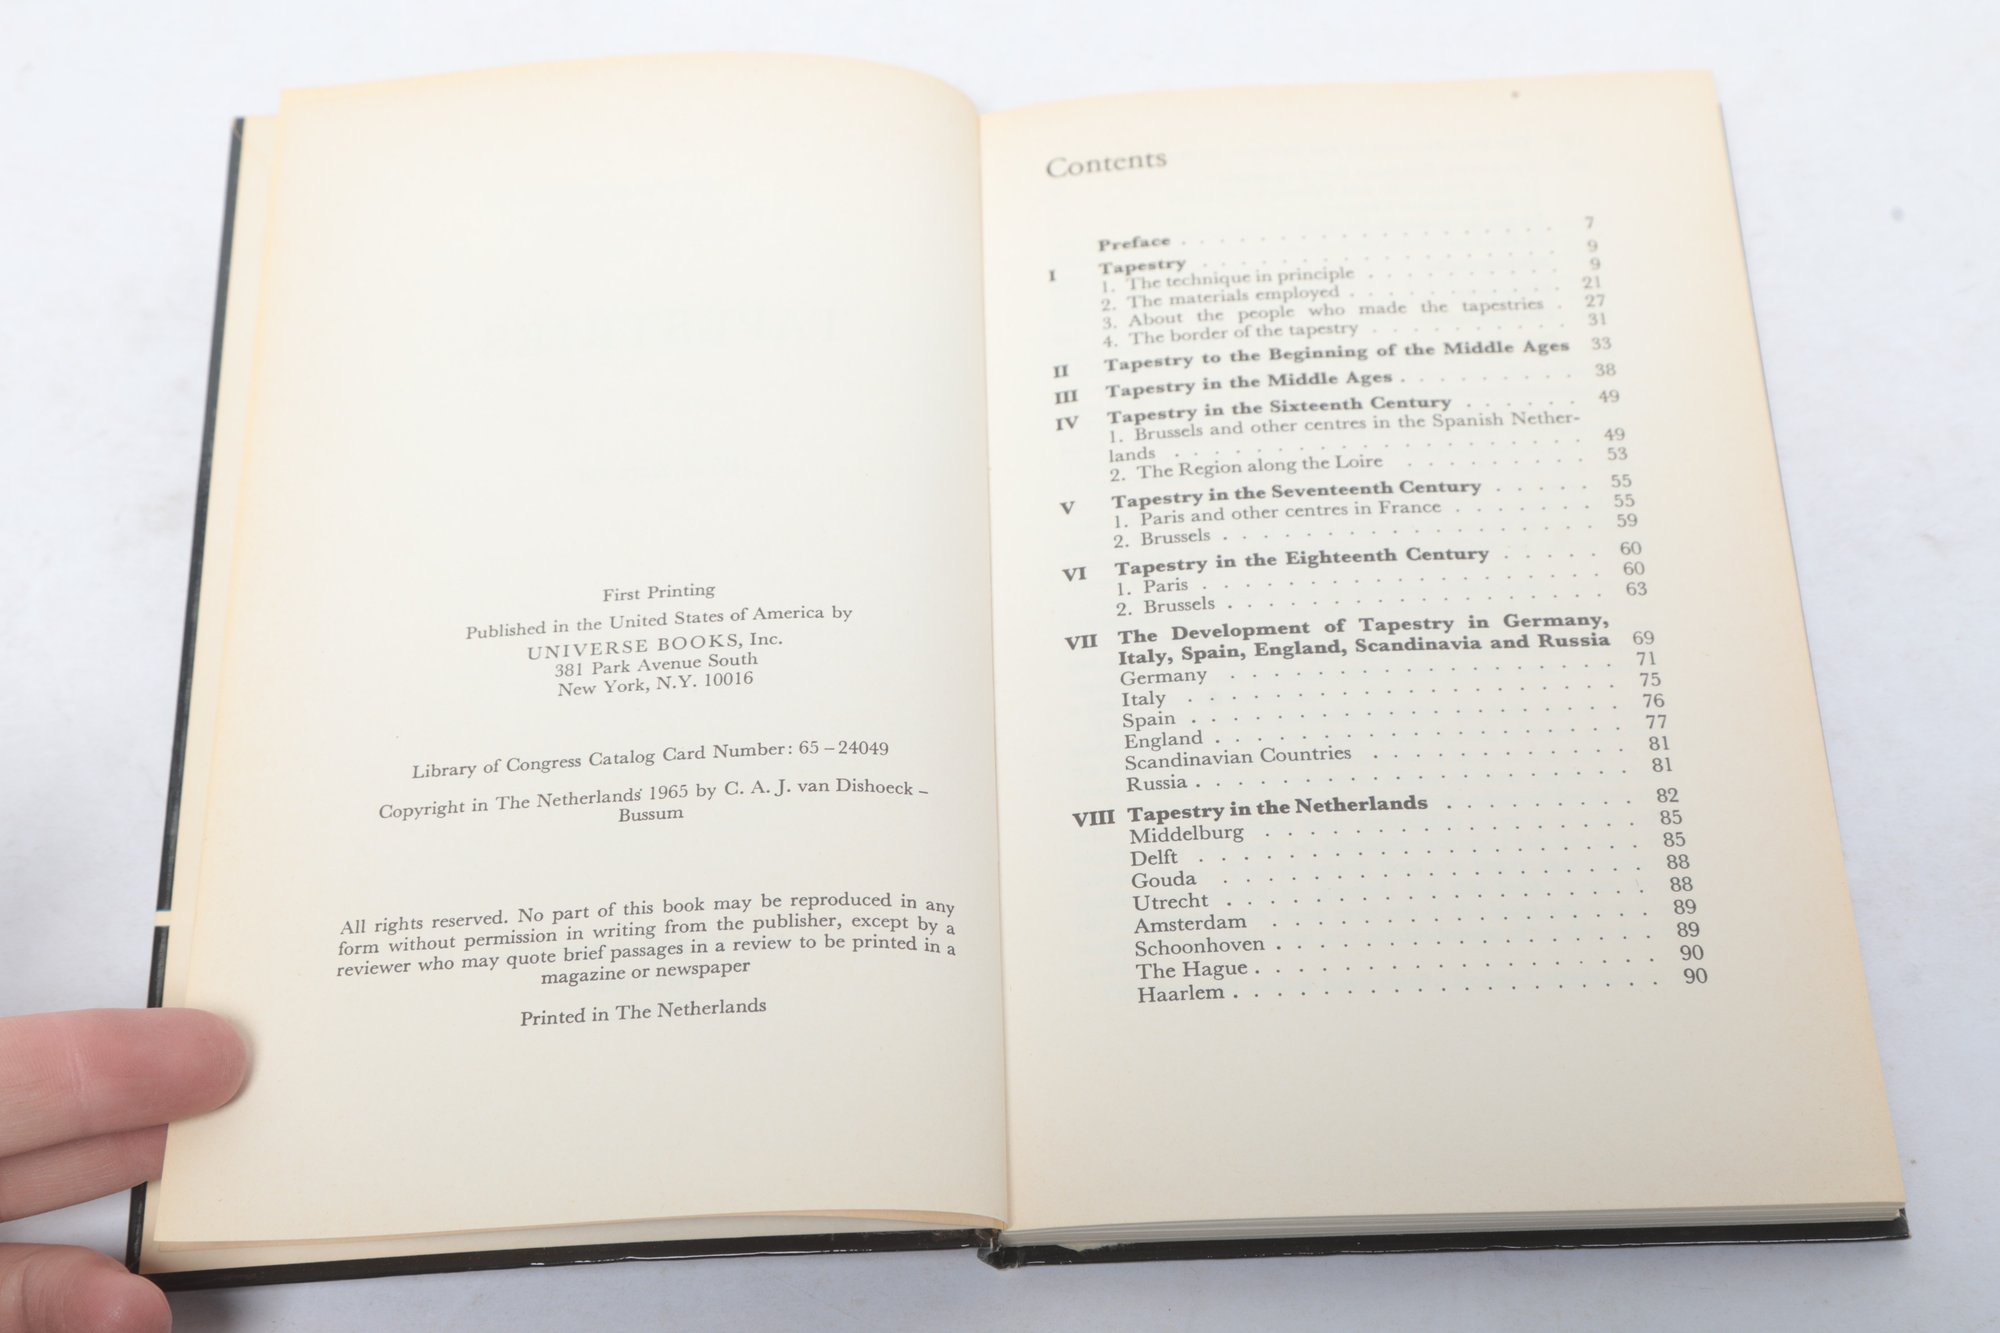 First Printing
Published in the United States of America by
UNIVERSE BOOKS, Inc.
381 Park Avenue South
New York, N.Y. 10016
Library of Congress Catalog Card Number: 65 – 24049
Copyright in The Netherlands 1965 by C. A. J. van Dishoeck –
Bussum
All rights reserved. No part of this book may be reproduced in any
form without permission in writing from the publisher, except by a
reviewer who may quote brief passages in a review to be printed in a
magazine or newspaper
Printed in The Netherlands
Contents
Preface . . . . . . . . . . . . . . . . . 7
I Tapestry . . . . . . . . . . . . . . . . . 9
1. The technique in principle . . . . . . . . . . 9
2. The materials employed . . . . . . . . . . . 21
3. About the people who made the tapestries . 27
4. The border of the tapestry . . . . . . . . . . 31
II Tapestry to the Beginning of the Middle Ages 33
III Tapestry in the Middle Ages . . . . . . . . . 38
IV Tapestry in the Sixteenth Century . . . . . . 49
1. Brussels and other centres in the Spanish Nether-
lands . . . . . . . . . . . . . . . . . 49
2. The Region along the Loire . . . . . . . . . 53
V Tapestry in the Seventeenth Century . . . . . 55
1. Paris and other centres in France . . . . . . . 55
2. Brussels . . . . . . . . . . . . . . . . 59
VI Tapestry in the Eighteenth Century . . . . . 60
1. Paris . . . . . . . . . . . . . . . . . 60
2. Brussels . . . . . . . . . . . . . . . . 63
VII The Development of Tapestry in Germany,
Italy, Spain, England, Scandinavia and Russia 69
Germany . . . . . . . . . . . . . . . . 71
Italy . . . . . . . . . . . . . . . . . . 75
Spain . . . . . . . . . . . . . . . . . . 76
England . . . . . . . . . . . . . . . . . 77
Scandinavian Countries . . . . . . . . . . . 81
Russia . . . . . . . . . . . . . . . . . . 81
VIII Tapestry in the Netherlands . . . . . . . . . 82
Middelburg . . . . . . . . . . . . . . . 85
Delft . . . . . . . . . . . . . . . . . . 85
Gouda . . . . . . . . . . . . . . . . . 88
Utrecht . . . . . . . . . . . . . . . . . 88
Amsterdam . . . . . . . . . . . . . . . 89
Schoonhoven . . . . . . . . . . . . . . . 89
The Hague . . . . . . . . . . . . . . . . 90
Haarlem . . . . . . . . . . . . . . . . . 90